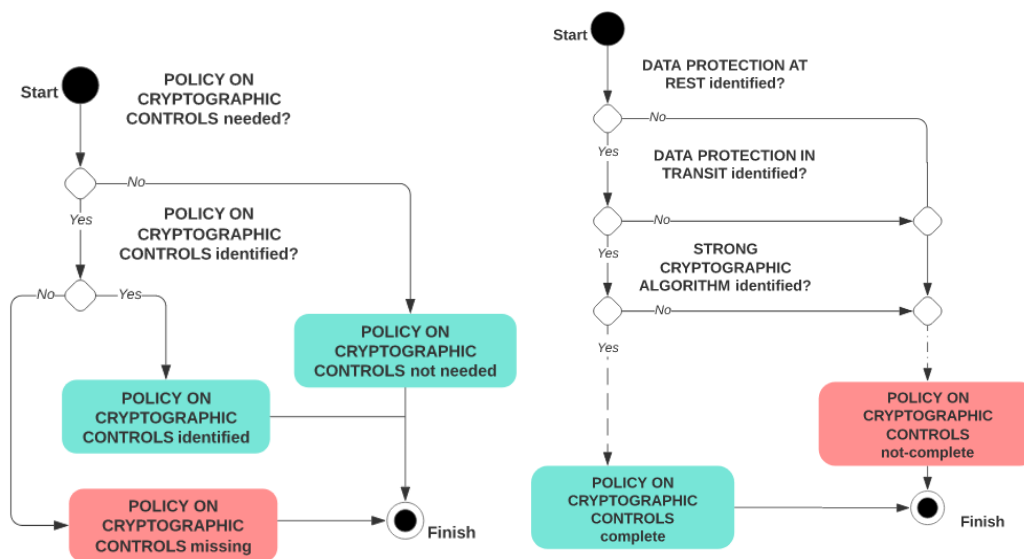 Start
POLICY ON
CRYPTOGRAPHIC
CONTROLS needed?
No
Yes
POLICY ON
CRYPTOGRAPHIC
CONTROLS identified?
No
Yes
POLICY ON
CRYPTOGRAPHIC
CONTROLS not needed
POLICY ON
CRYPTOGRAPHIC
CONTROLS identified
POLICY ON
CRYPTOGRAPHIC
CONTROLS missing
Finish
Start
DATA PROTECTION AT
REST identified?
No
Yes
DATA PROTECTION IN
TRANSIT identified?
No
Yes
STRONG
CRYPTOGRAPHIC
ALGORITHM identified?
No
Yes
POLICY ON
CRYPTOGRAPHIC
CONTROLS
not-complete
POLICY ON
CRYPTOGRAPHIC
CONTROLS
complete
Finish